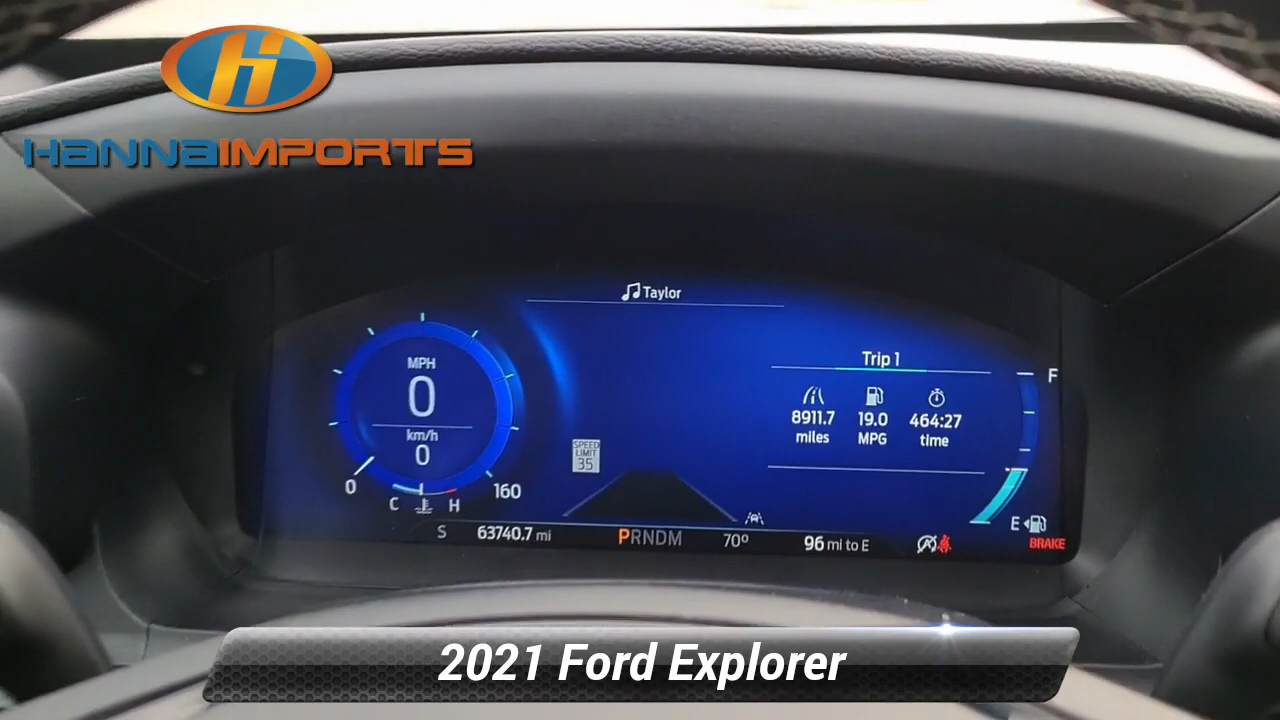 H
HANNAIMPORTS
Taylor
MPH
0
km/h
0
0
160
C H
SPEED
LIMIT
35
Trip 1
8911.7 19.0 464:27
miles MPG time
F
E
S 63740.7 mi PRNDM 70° 96 mi to E
BRAKE
2021 Ford Explorer